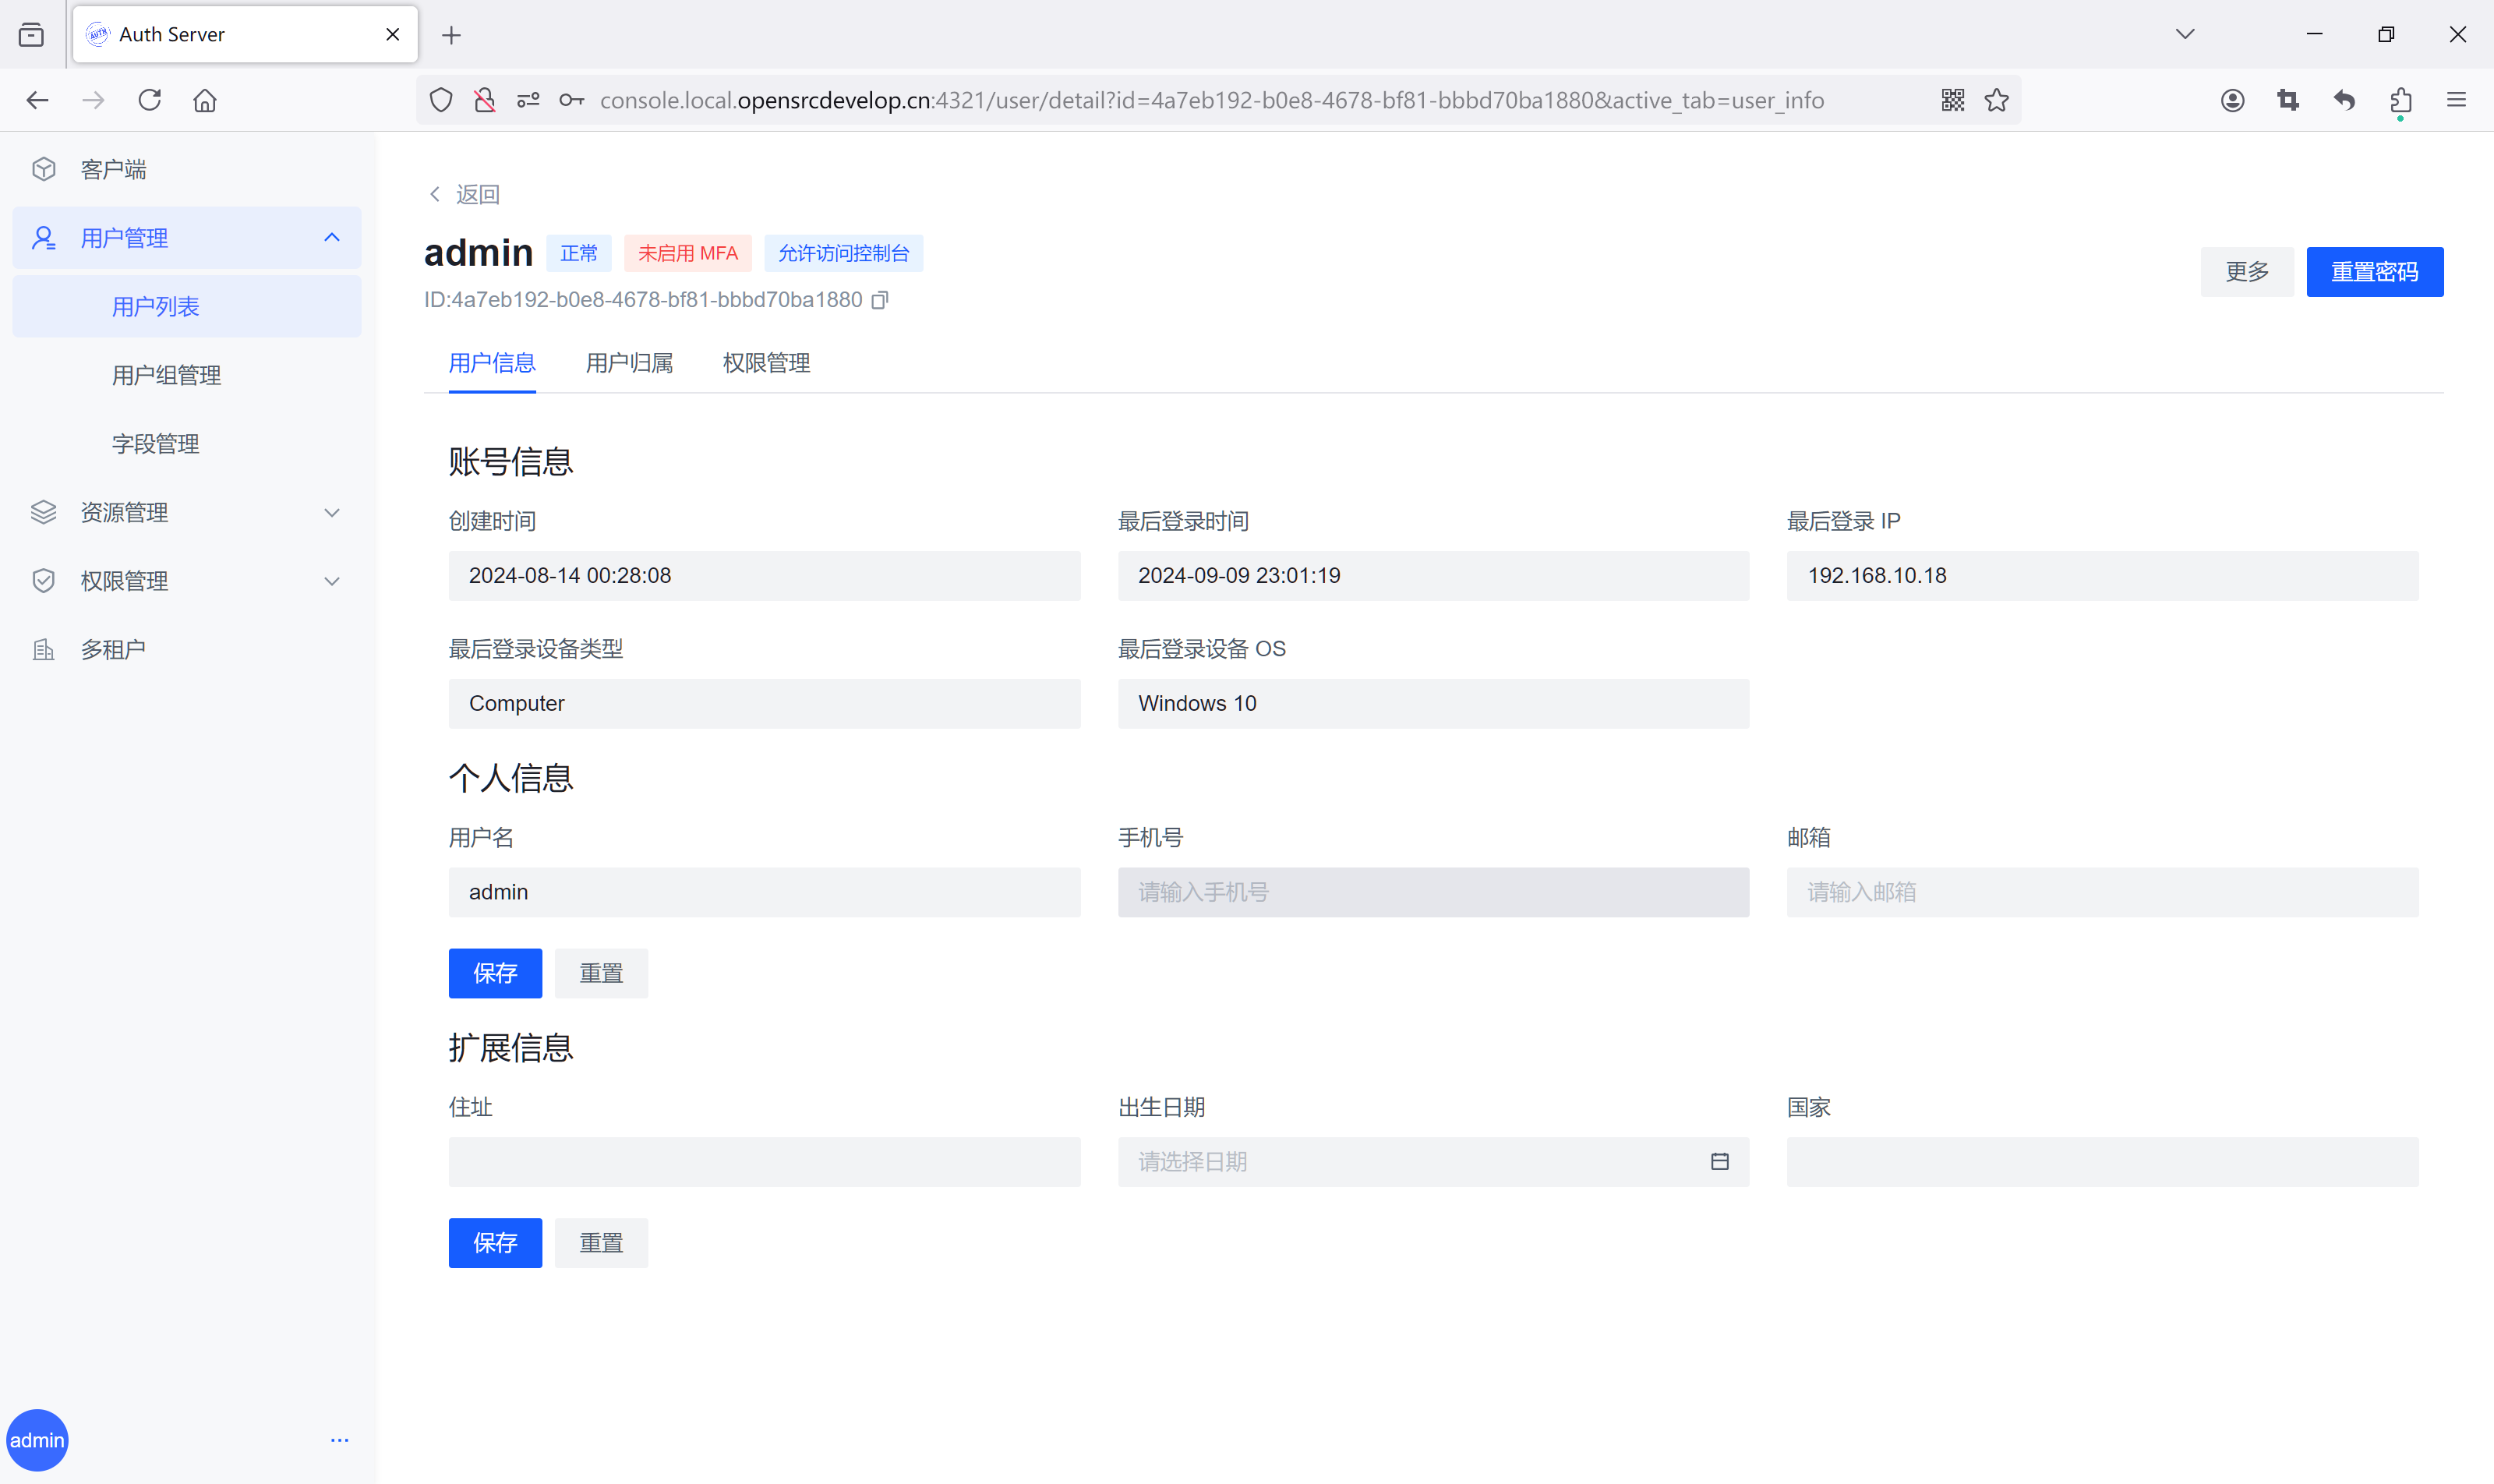 Auth Server
console.local.opensrcdevelop.cn:4321/user/detail?id=4a7eb192-b0e8-4678-bf81-bbbd70ba1880&active_tab=user_info
客户端
用户管理
用户列表
用户组管理
字段管理
资源管理
权限管理
多租户
admin
返回
admin 正常 未启用 MFA 允许访问控制台
ID:4a7eb192-b0e8-4678-bf81-bbbd70ba1880
更多 重置密码
用户信息 用户归属 权限管理
账号信息
创建时间 最后登录时间 最后登录 IP
2024-08-14 00:28:08 2024-09-09 23:01:19 192.168.10.18
最后登录设备类型 最后登录设备 OS
Computer Windows 10
个人信息
用户名 手机号 邮箱
admin 请输入手机号 请输入邮箱
保存 重置
扩展信息
住址 出生日期 国家
请选择日期
保存 重置